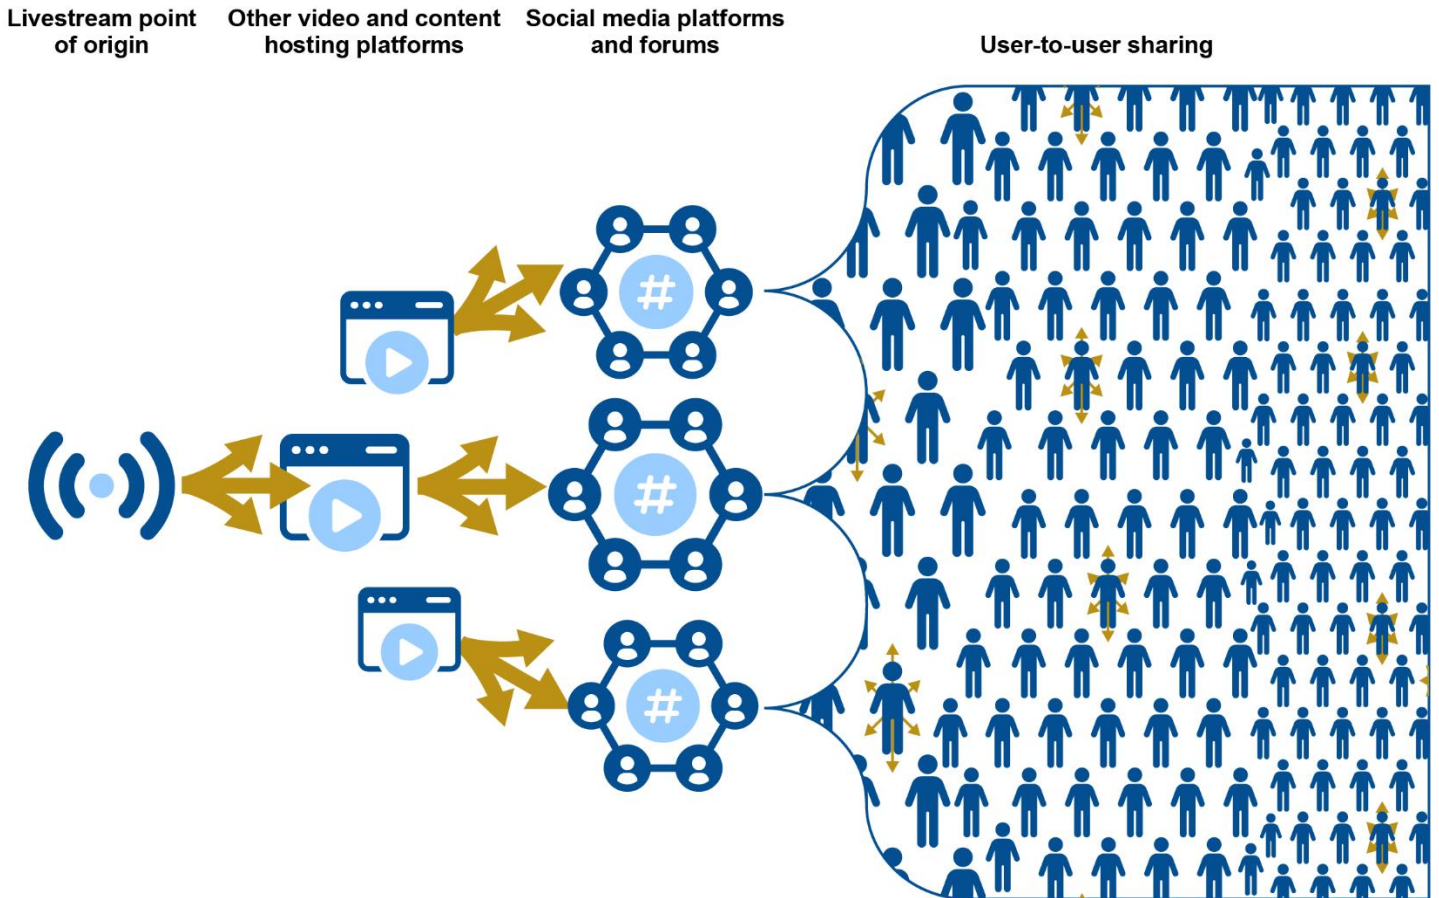 Livestream point
of origin
Other video and content
hosting platforms
Social media platforms
and forums
User-to-user sharing
#
#
#